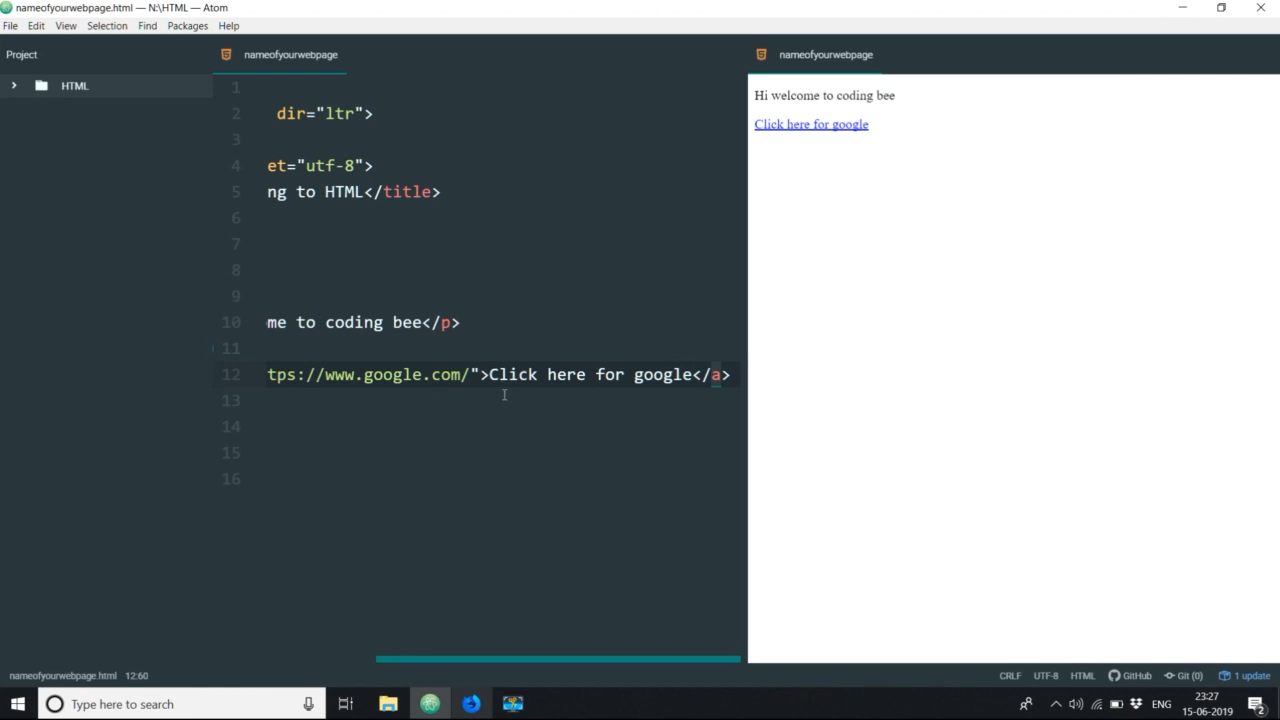 nameofyourwebpage.html — N:\HTML — Atom
File Edit View Selection Find Packages Help
Project
HTML
nameofyourwebpage
1
2 dir="ltr">
3
4 et="utf-8">
5 ng to HTML</title>
6
7
8
9
10 me to coding bee</p>
11
12 tps://www.google.com/">Click here for google</a>
13
14
15
16
nameofyourwebpage
Hi welcome to coding bee
Click here for google
nameofyourwebpage.html 12:60
CRLF UTF-8 HTML GitHub Git (0) 1 update
Type here to search
ENG
23:27
15-06-2019
2